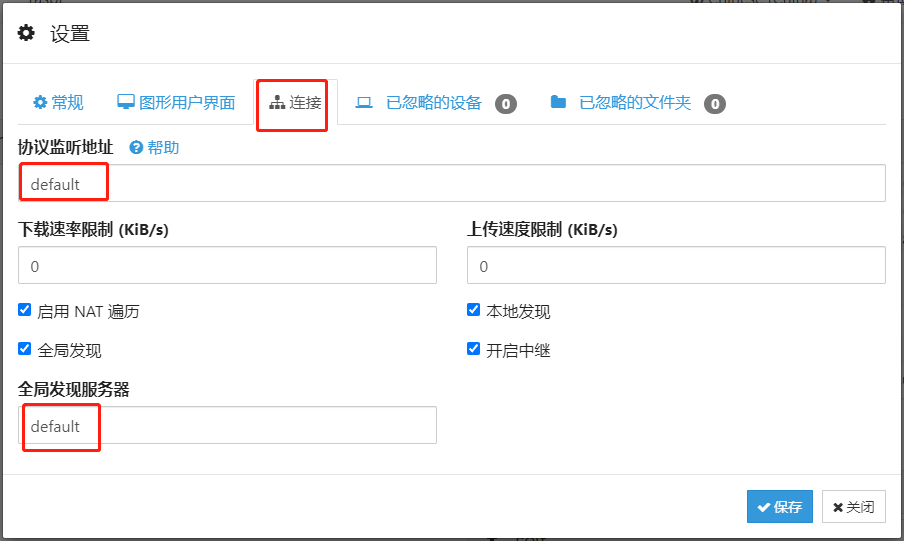 设置
常规 图形用户界面 连接 已忽略的设备 0 已忽略的文件夹 0
协议监听地址 帮助
default
下载速率限制 (KiB/s) 上传速度限制 (KiB/s)
0 0
启用 NAT 遍历 本地发现
全局发现 开启中继
全局发现服务器
default
保存 关闭